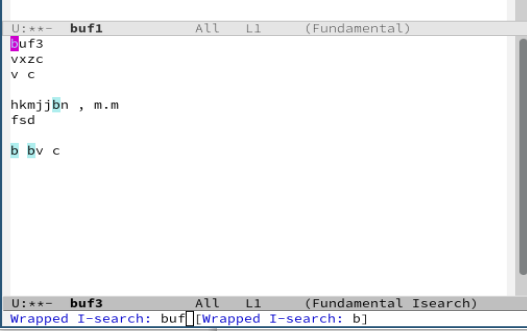 U:**-  buf1            All   L1     (Fundamental)
buf3
vxzc
v c
hkmjjbn , m.m
fsd
b bv c
U:**-  buf3            All   L1     (Fundamental Isearch)
Wrapped I-search: buf[Wrapped I-search: b]